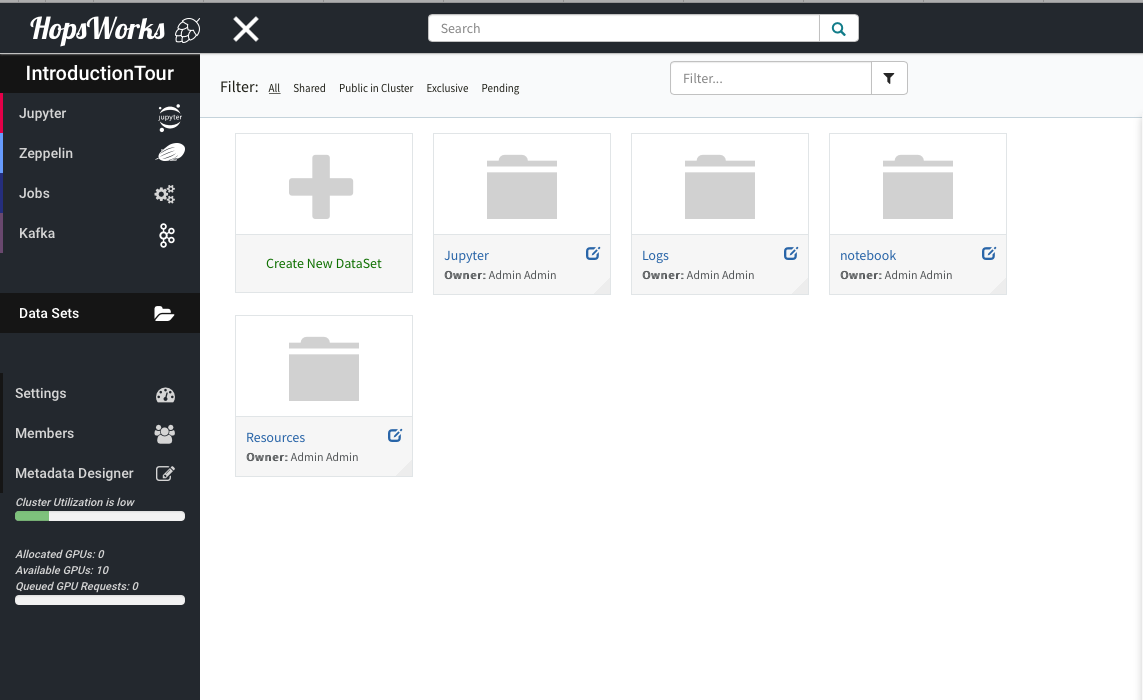 HopsWorks
Search
IntroductionTour
Jupyter
jupyter
Zeppelin
Jobs
Kafka
Data Sets
Settings
Members
Metadata Designer
Cluster Utilization is low
Allocated GPUs: 0
Available GPUs: 10
Queued GPU Requests: 0
Filter: All Shared Public in Cluster Exclusive Pending
Filter...
Create New DataSet
Jupyter
Owner: Admin Admin
Logs
Owner: Admin Admin
notebook
Owner: Admin Admin
Resources
Owner: Admin Admin